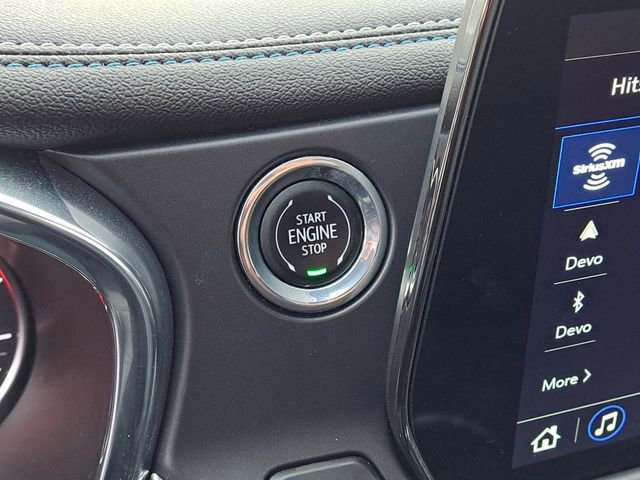 START
ENGINE
STOP
Hits
SiriusXM
Devo
Devo
More >